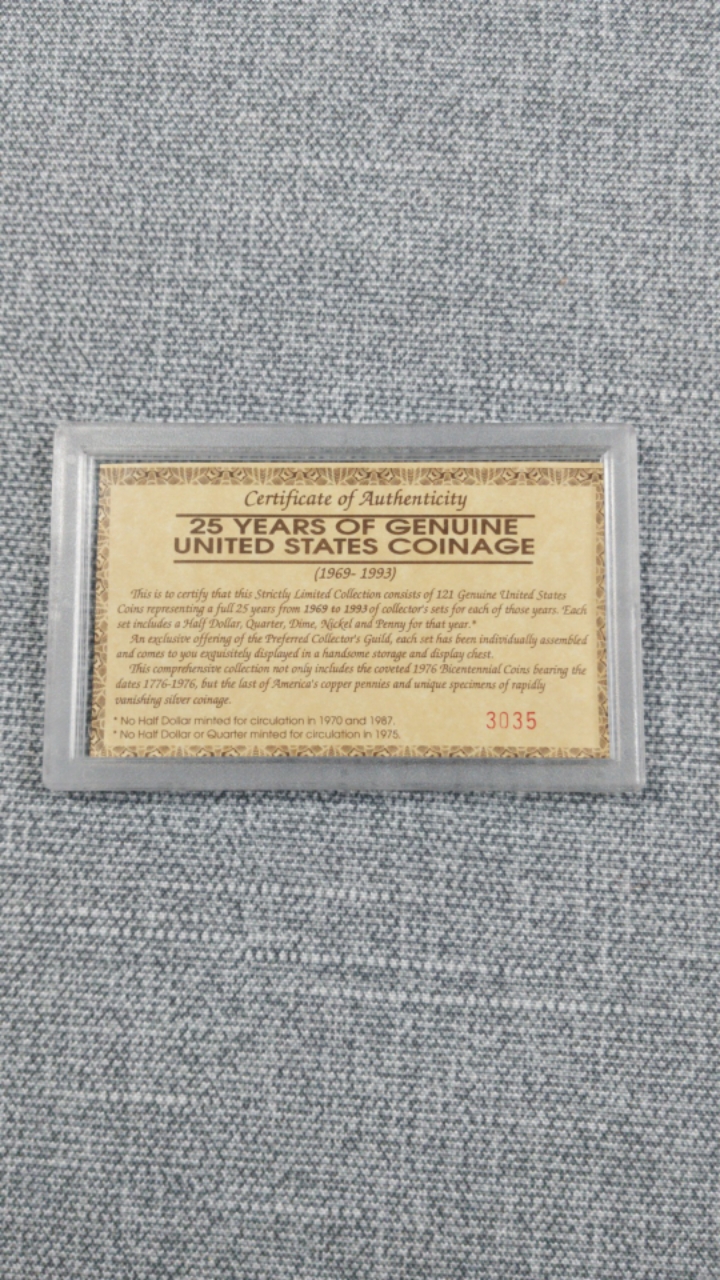 Certificate of Authenticity
25 YEARS OF GENUINE
UNITED STATES COINAGE
(1969- 1993)
This is to certify that this Strictly Limited Collection consists of 121 Genuine United States
Coins representing a full 25 years from 1969 to 1993 of collector's sets for each of those years. Each
set includes a Half Dollar, Quarter, Dime, Nickel and Penny for that year.*
An exclusive offering of the Preferred Collector's Guild, each set has been individually assembled
and comes to you exquisitely displayed in a handsome storage and display chest.
This comprehensive collection not only includes the coveted 1976 Bicentennial Coins bearing the
dates 1776-1976, but the last of America's copper pennies and unique specimens of rapidly
vanishing silver coinage.
* No Half Dollar minted for circulation in 1970 and 1987.
* No Half Dollar or Quarter minted for circulation in 1975.
3035